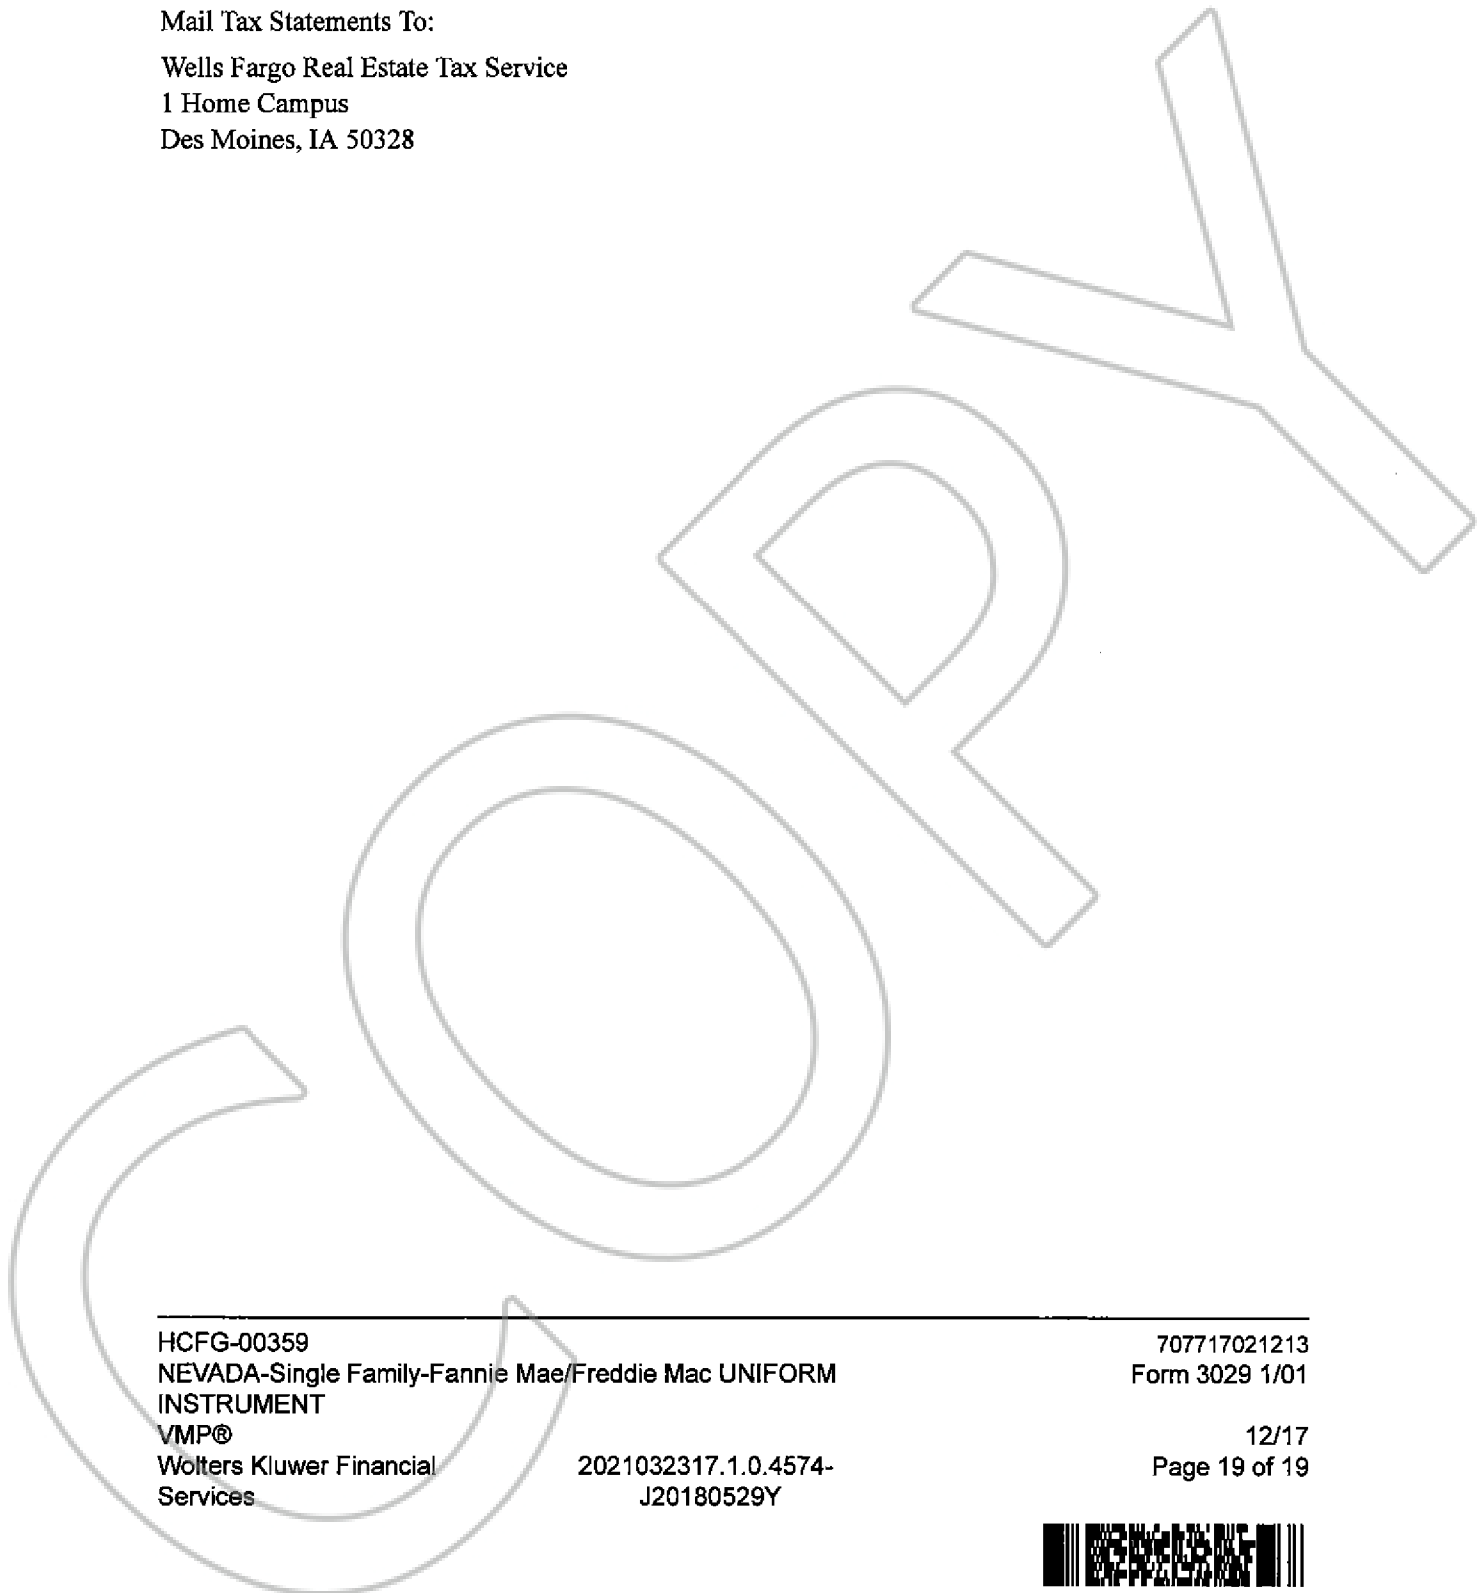 Mail Tax Statements To:
Wells Fargo Real Estate Tax Service
1 Home Campus
Des Moines, IA 50328
COPY
HCFG-00359 707717021213
NEVADA-Single Family-Fannie Mae/Freddie Mac UNIFORM Form 3029 1/01
INSTRUMENT
VMP® 12/17
Wolters Kluwer Financial 2021032317.1.0.4574- Page 19 of 19
Services J20180529Y